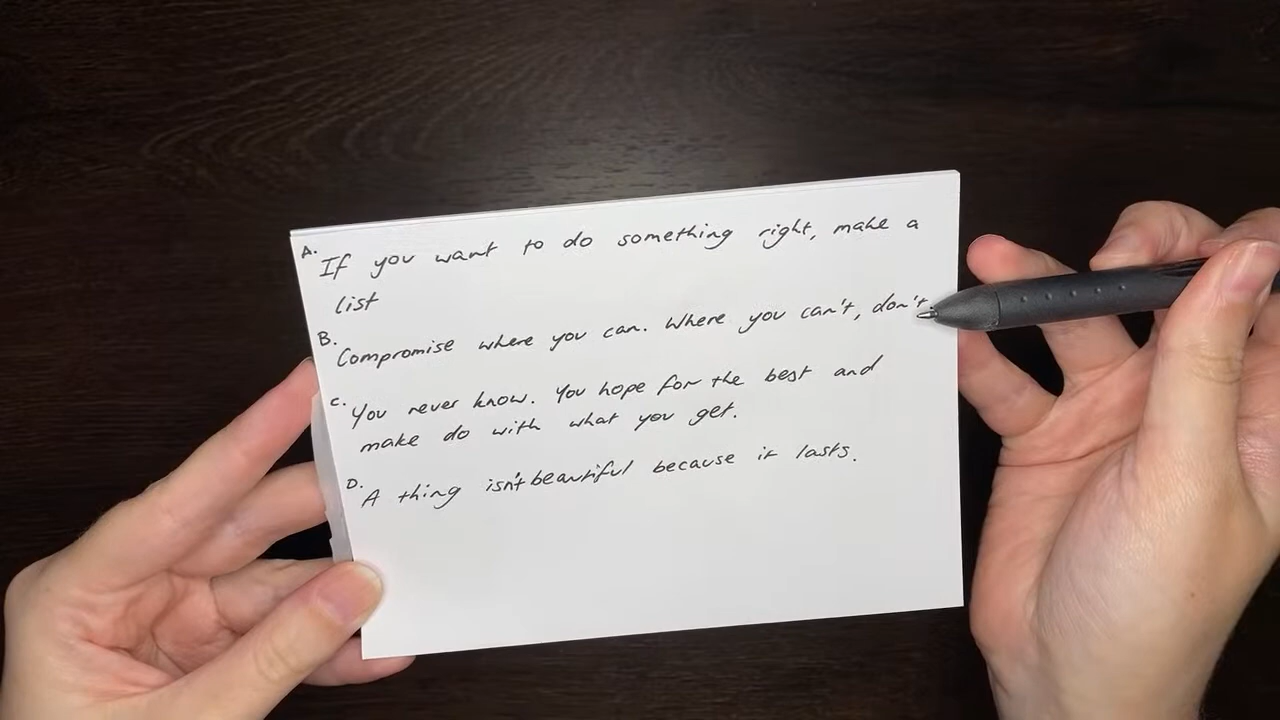 A. If you want to do something right, make a
list
B. Compromise where you can. Where you can't, don't.
C. You never know. You hope for the best and
make do with what you get.
D. A thing isn't beautiful because it lasts.